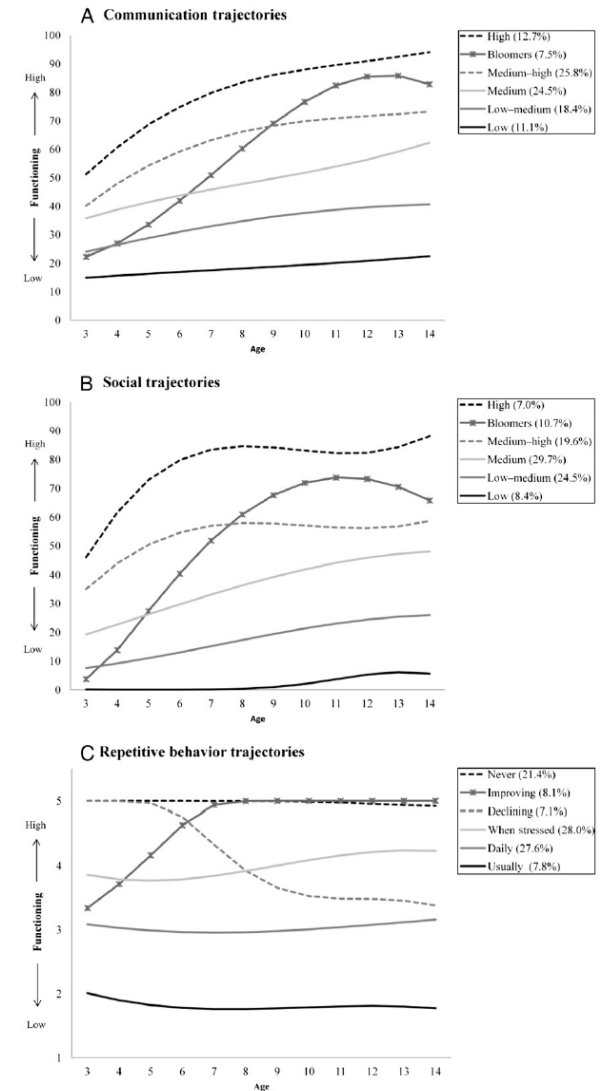 A Communication trajectories
100
90
80
70
60
50
40
30
20
10
0
High
Functioning
Low
3 4 5 6 7 8 9 10 11 12 13 14
Age
High (12.7%)
Bloomers (7.5%)
Medium–high (25.8%)
Medium (24.5%)
Low–medium (18.4%)
Low (11.1%)
B Social trajectories
100
90
80
70
60
50
40
30
20
10
0
High
Functioning
Low
3 4 5 6 7 8 9 10 11 12 13 14
Age
High (7.0%)
Bloomers (10.7%)
Medium–high (19.6%)
Medium (29.7%)
Low–medium (24.5%)
Low (8.4%)
C Repetitive behavior trajectories
5
4
3
2
1
High
Functioning
Low
3 4 5 6 7 8 9 10 11 12 13 14
Age
Never (21.4%)
Improving (8.1%)
Declining (7.1%)
When stressed (28.0%)
Daily (27.6%)
Usually (7.8%)